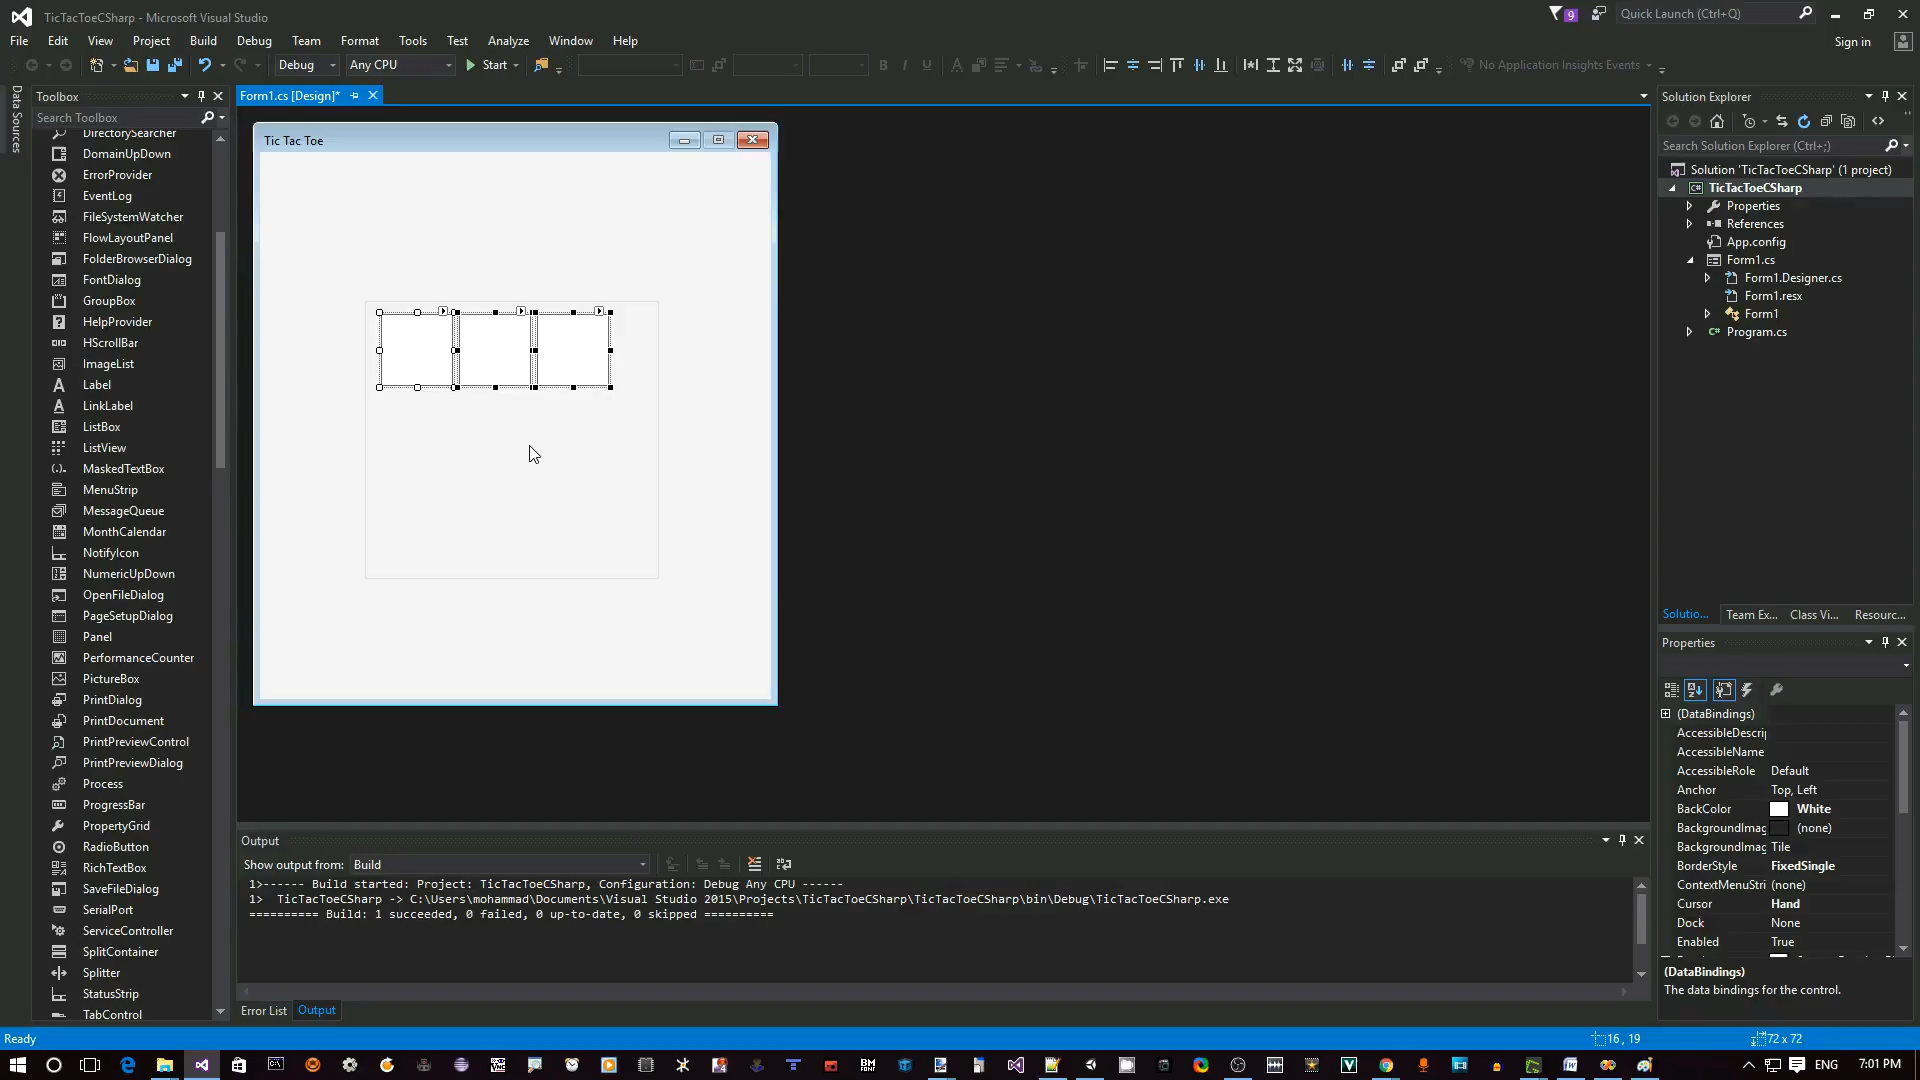 TicTacToeCSharp - Microsoft Visual Studio
9
Quick Launch (Ctrl+Q)
File Edit View Project Build Debug Team Format Tools Test Analyze Window Help
Sign in
Debug Any CPU Start
No Application Insights Events
Data Sources
Toolbox
Search Toolbox
DirectorySearcher
DomainUpDown
ErrorProvider
EventLog
FileSystemWatcher
FlowLayoutPanel
FolderBrowserDialog
FontDialog
GroupBox
HelpProvider
HScrollBar
ImageList
Label
LinkLabel
ListBox
ListView
MaskedTextBox
MenuStrip
MessageQueue
MonthCalendar
NotifyIcon
NumericUpDown
OpenFileDialog
PageSetupDialog
Panel
PerformanceCounter
PictureBox
PrintDialog
PrintDocument
PrintPreviewControl
PrintPreviewDialog
Process
ProgressBar
PropertyGrid
RadioButton
RichTextBox
SaveFileDialog
SerialPort
ServiceController
SplitContainer
Splitter
StatusStrip
TabControl
Form1.cs [Design]*
Tic Tac Toe
Output
Show output from: Build
1>------ Build started: Project: TicTacToeCSharp, Configuration: Debug Any CPU ------
1>  TicTacToeCSharp -> C:\Users\mohammad\Documents\Visual Studio 2015\Projects\TicTacToeCSharp\TicTacToeCSharp\bin\Debug\TicTacToeCSharp.exe
========== Build: 1 succeeded, 0 failed, 0 up-to-date, 0 skipped ==========
Error List Output
Solution Explorer
Search Solution Explorer (Ctrl+;)
Solution 'TicTacToeCSharp' (1 project)
TicTacToeCSharp
Properties
References
App.config
Form1.cs
Form1.Designer.cs
Form1.resx
Form1
Program.cs
Solutio... Team Ex... Class Vi... Resourc...
Properties
(DataBindings)
AccessibleDescrip
AccessibleName
AccessibleRole Default
Anchor Top, Left
BackColor White
BackgroundImag (none)
BackgroundImag Tile
BorderStyle FixedSingle
ContextMenuStri (none)
Cursor Hand
Dock None
Enabled True
(DataBindings)
The data bindings for the control.
Ready
16 , 19
72 x 72
ENG
7:01 PM